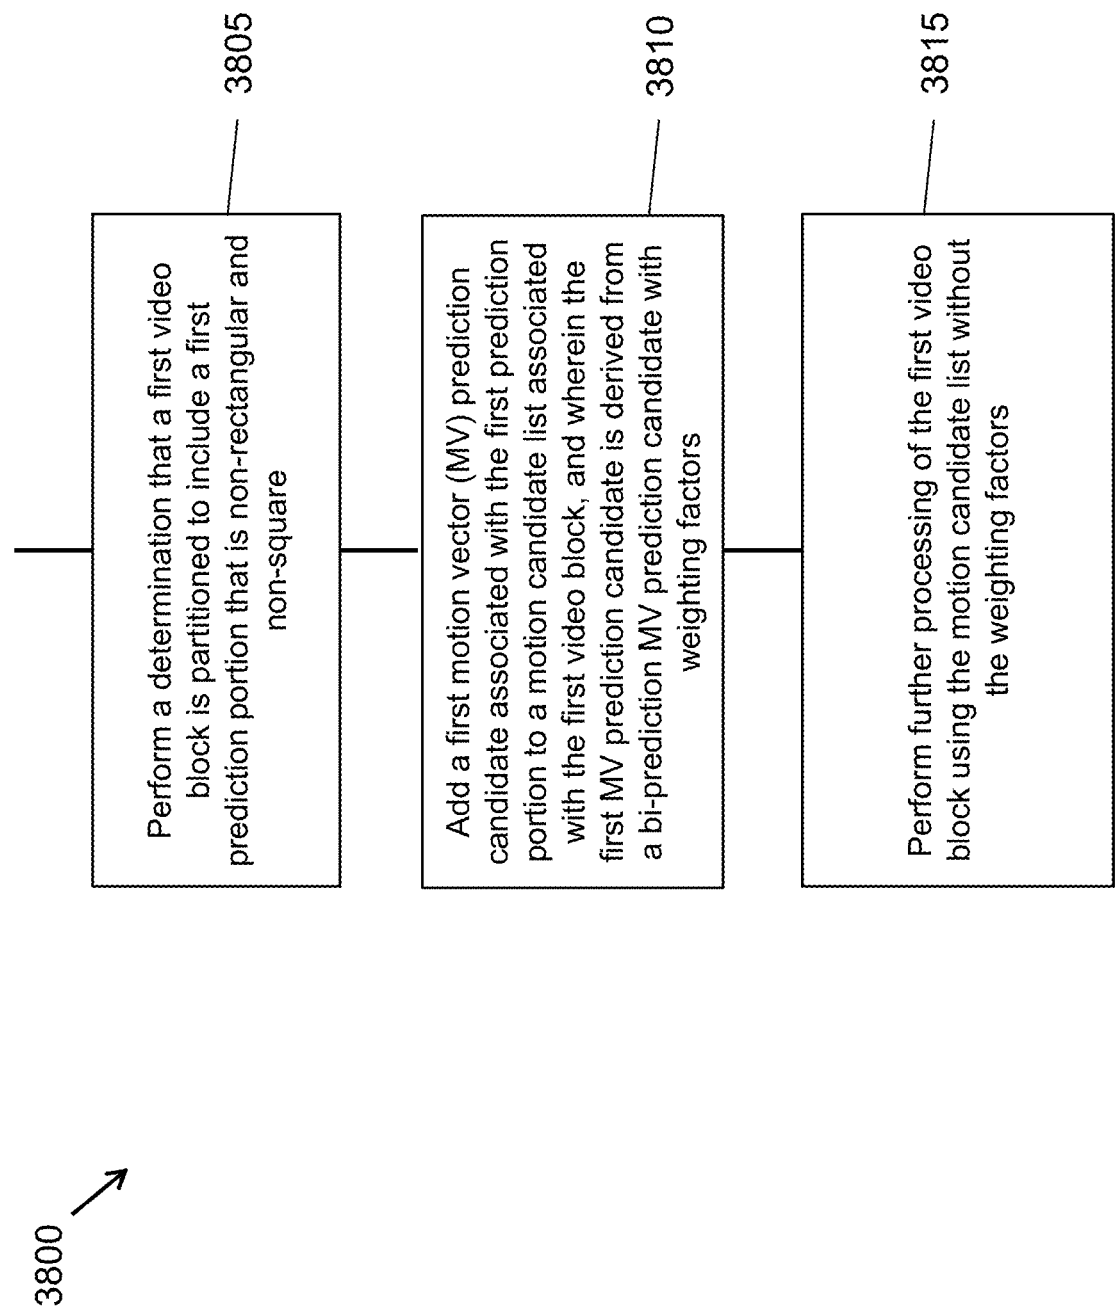 3800
Perform a determination that a first video
block is partitioned to include a first
prediction portion that is non-rectangular and
non-square
3805
Add a first motion vector (MV) prediction
candidate associated with the first prediction
portion to a motion candidate list associated
with the first video block, and wherein the
first MV prediction candidate is derived from
a bi-prediction MV prediction candidate with
weighting factors
3810
Perform further processing of the first video
block using the motion candidate list without
the weighting factors
3815